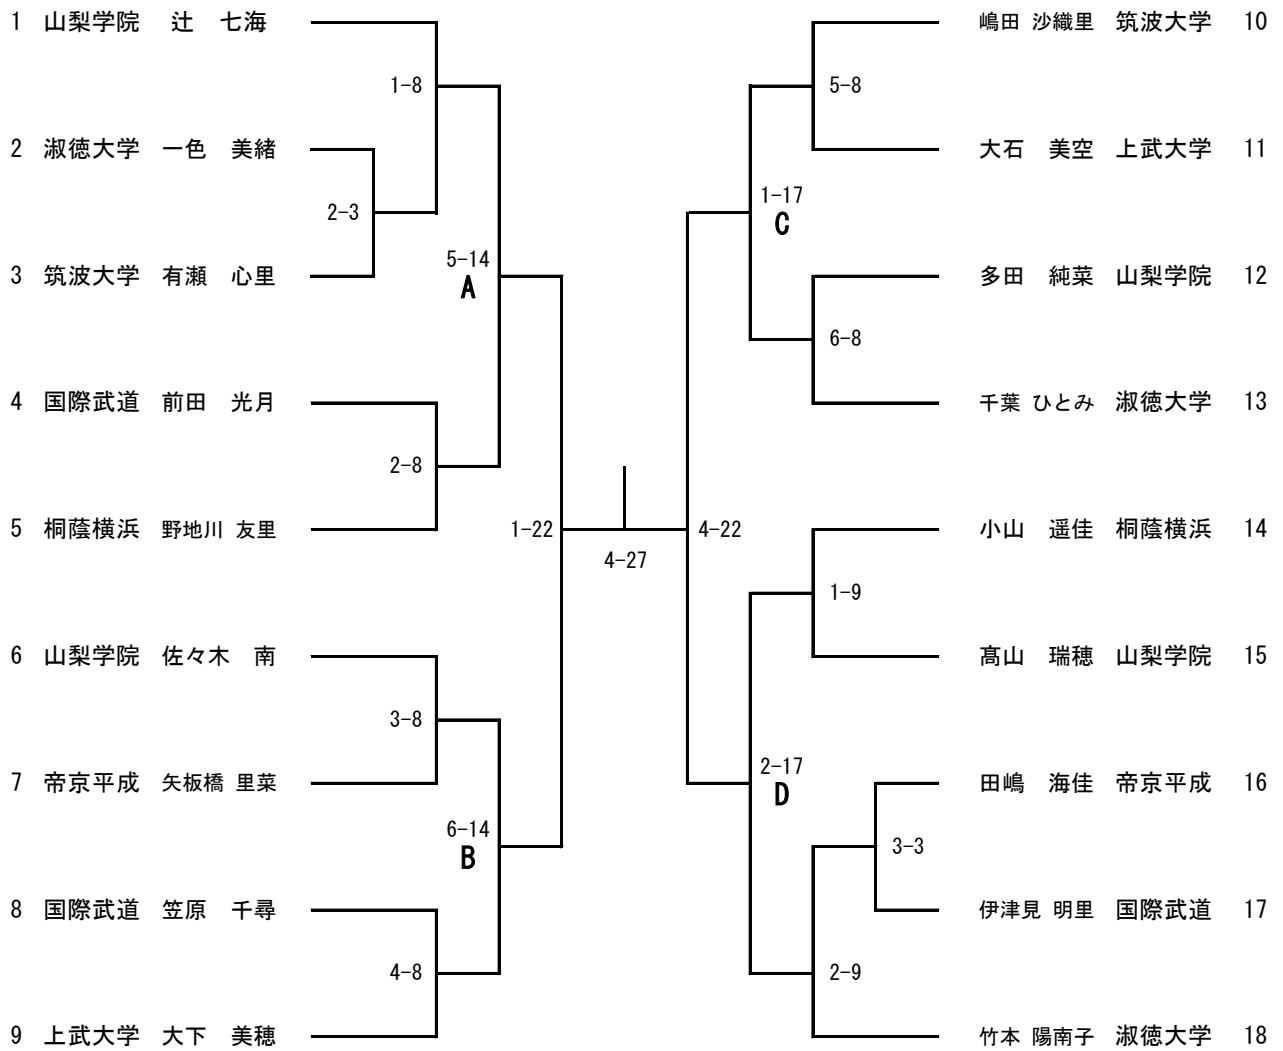 1 山梨学院 辻 七海
1-8
2 淑徳大学 一色 美緒
2-3
3 筑波大学 有瀬 心里
5-14
A
4 国際武道 前田 光月
2-8
5 桐蔭横浜 野地川 友里
1-22
6 山梨学院 佐々木 南
3-8
7 帝京平成 矢板橋 里菜
6-14
B
8 国際武道 笠原 千尋
4-8
9 上武大学 大下 美穂
4-27
嶋田 沙織里 筑波大学 10
5-8
大石 美空 上武大学 11
1-17
C
多田 純菜 山梨学院 12
6-8
千葉 ひとみ 淑徳大学 13
4-22
小山 遥佳 桐蔭横浜 14
1-9
髙山 瑞穂 山梨学院 15
2-17
D
田嶋 海佳 帝京平成 16
3-3
伊津見 明里 国際武道 17
2-9
竹本 陽南子 淑徳大学 18